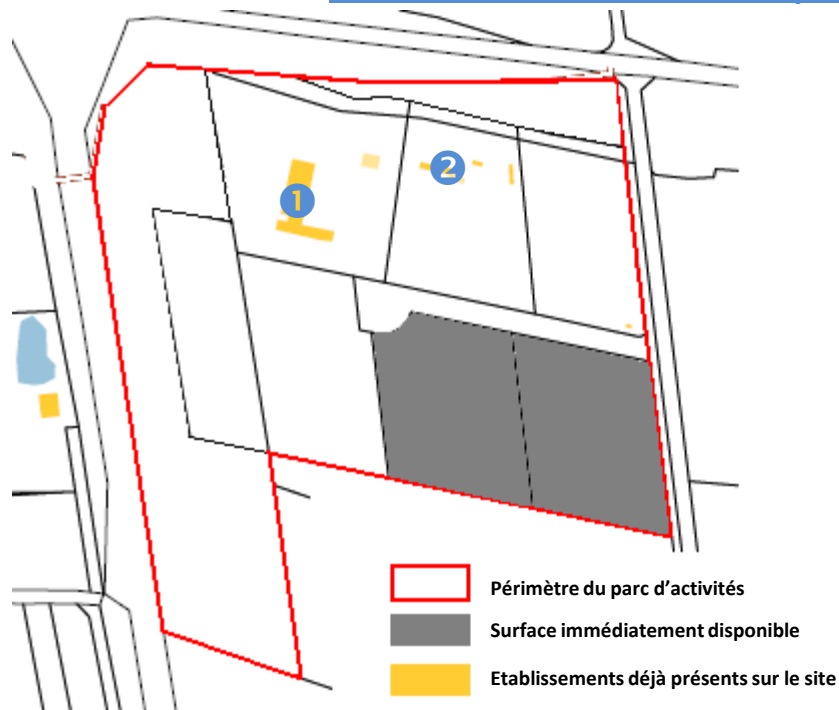 1
2
Périmètre du parc d’activités
Surface immédiatement disponible
Etablissements déjà présents sur le site